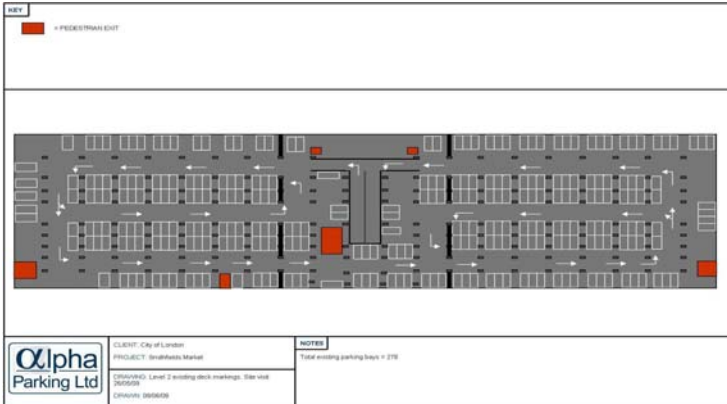 KEY
= PEDESTRIAN EXIT
αlpha
Parking Ltd
CLIENT: City of London
PROJECT: Smithfields Market
DRAWING: Level 2 existing deck markings. Site visit
26/05/09
DRAWN: 09/06/09
NOTES
Total existing parking bays = 278